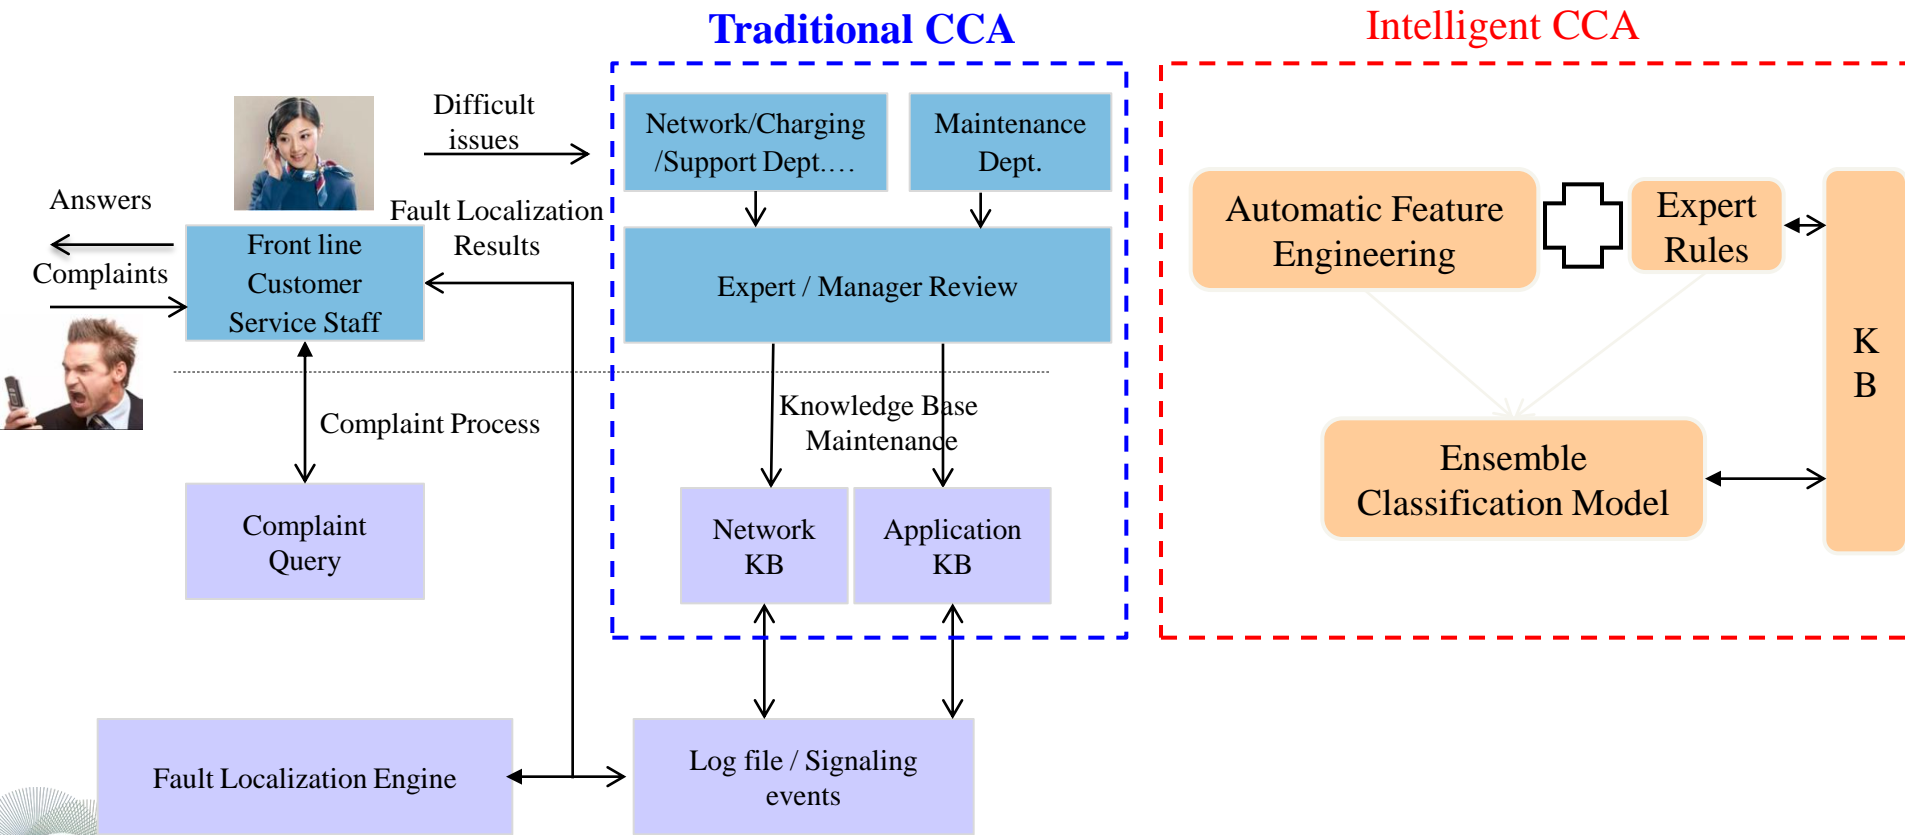 Traditional CCA
Intelligent CCA
Difficult
issues
Network/Charging
/Support Dept.…
Maintenance
Dept.
Answers
Complaints
Front line
Customer
Service Staff
Fault Localization
Results
Expert / Manager Review
Automatic Feature
Engineering
Expert
Rules
K
B
Complaint Process
Knowledge Base
Maintenance
Ensemble
Classification Model
Complaint
Query
Network
KB
Application
KB
Fault Localization Engine
Log file / Signaling
events